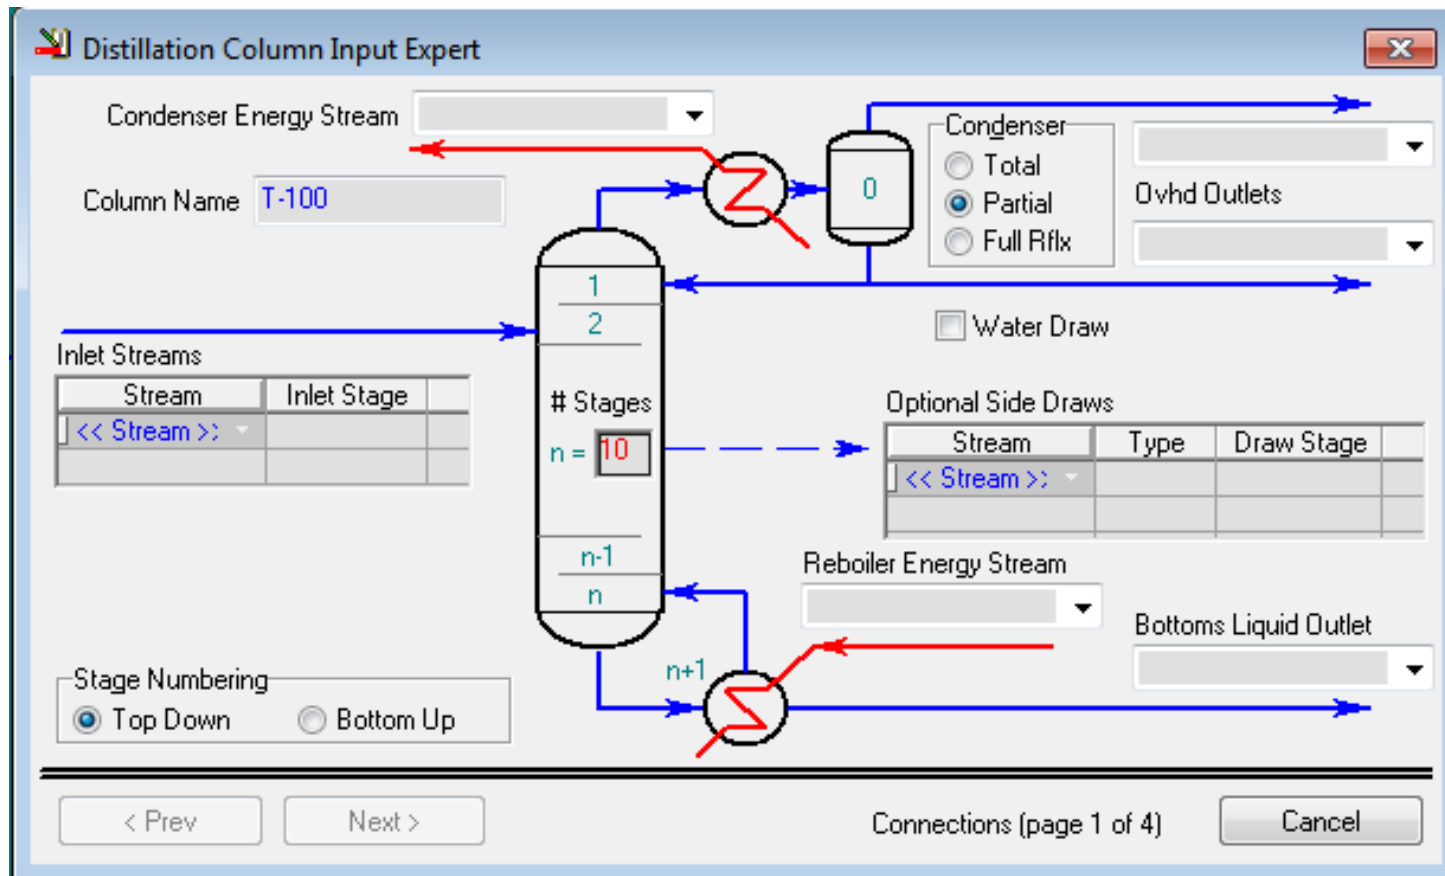 Distillation Column Input Expert
Condenser Energy Stream
Condenser
Total
Column Name T-100
0
Partial
Ovhd Outlets
Full Rflx
1
2
Water Draw
Inlet Streams
Stream Inlet Stage
<< Stream >>
# Stages
n = 10
Optional Side Draws
Stream Type Draw Stage
<< Stream >>
n-1
n
Reboiler Energy Stream
Bottoms Liquid Outlet
n+1
Stage Numbering
Top Down Bottom Up
< Prev Next > Connections (page 1 of 4) Cancel